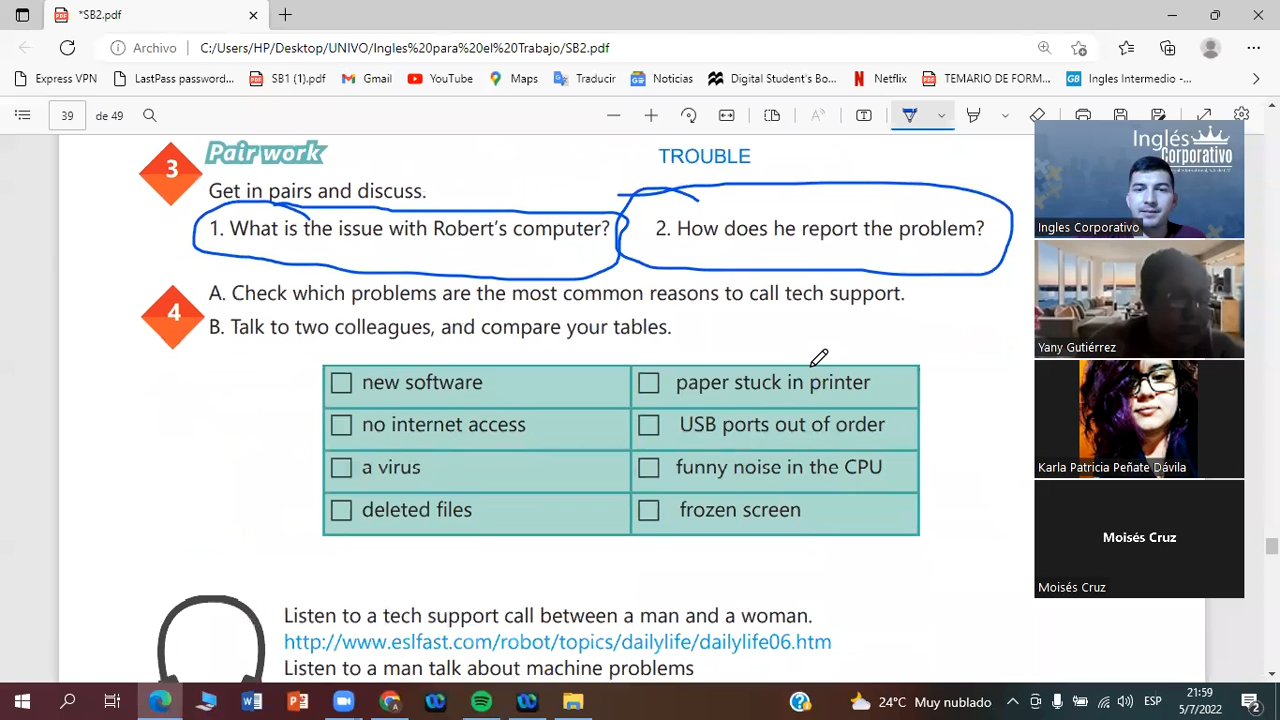 *SB2.pdf
Archivo
C:/Users/HP/Desktop/UNIVO/Ingles%20para%20el%20Trabajo/SB2.pdf
Express VPN
LastPass password...
SB1 (1).pdf
Gmail
YouTube
Maps
Traducir
Noticias
Digital Student's Bo...
Netflix
TEMARIO DE FORM...
Ingles Intermedio -...
39
de 49
3
Pair work
TROUBLE
Get in pairs and discuss.
1. What is the issue with Robert's computer?
2. How does he report the problem?
4
A. Check which problems are the most common reasons to call tech support.
B. Talk to two colleagues, and compare your tables.
new software
paper stuck in printer
no internet access
USB ports out of order
a virus
funny noise in the CPU
deleted files
frozen screen
Listen to a tech support call between a man and a woman.
http://www.eslfast.com/robot/topics/dailylife/dailylife06.htm
Listen to a man talk about machine problems
Inglés
Corporativo
Ingles Corporativo
Yany Gutiérrez
Karla Patricia Peñate Dávila
Moisés Cruz
Moisés Cruz
24°C Muy nublado
ESP
21:59
5/7/2022
2